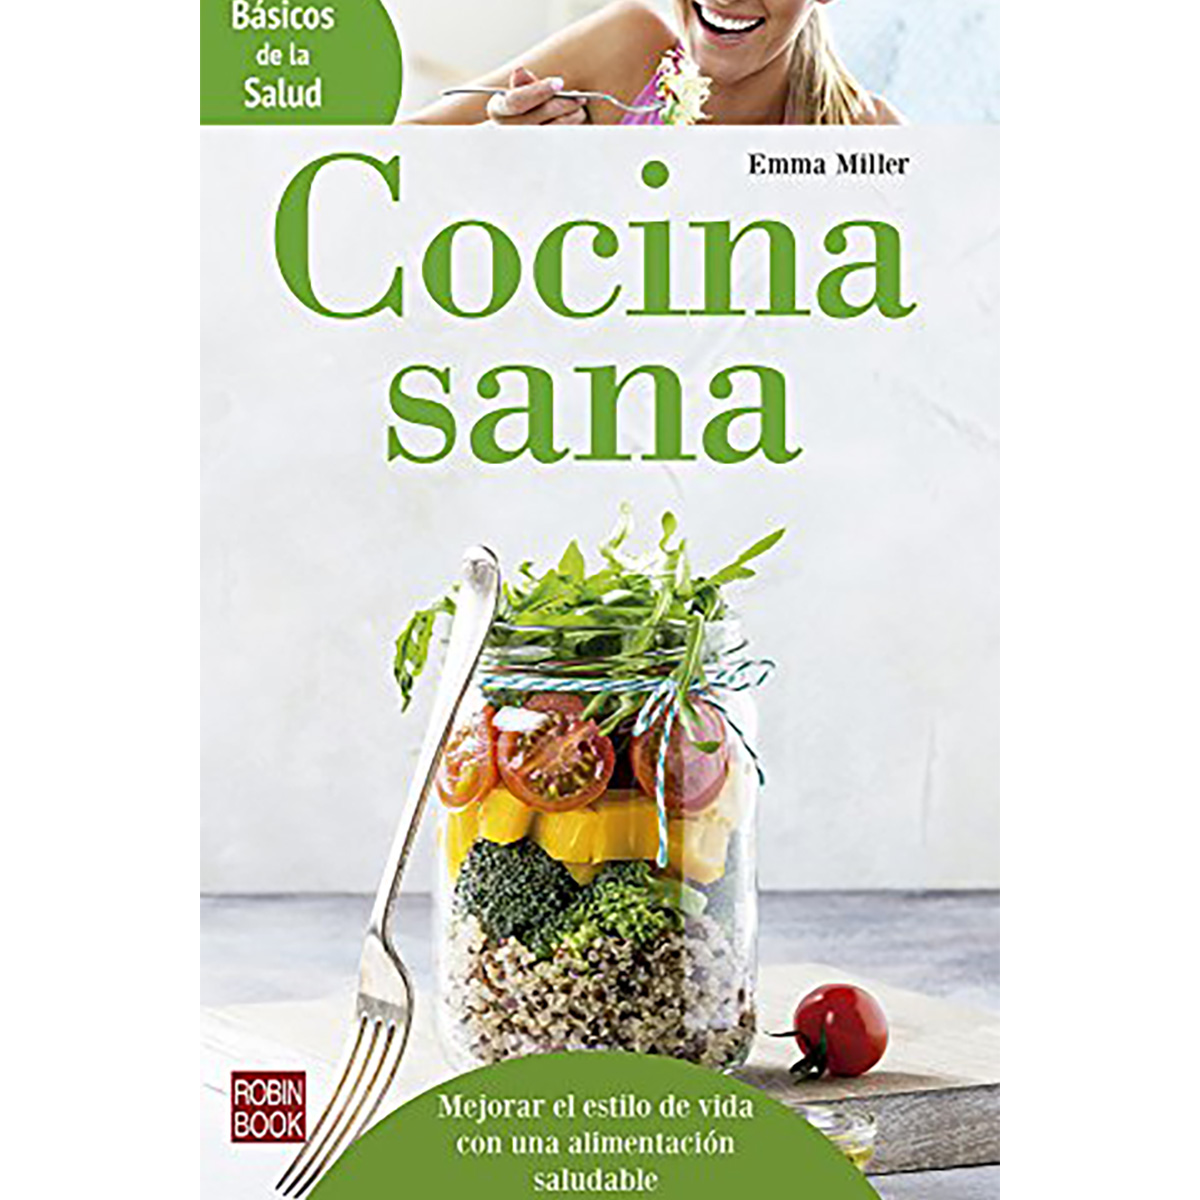 Básicos
de la
Salud
Emma Miller
Cocina
sana
ROBIN
BOOK
Mejorar el estilo de vida
con una alimentación
saludable